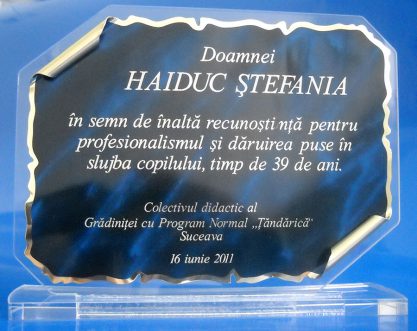 Doamnei
HAIDUC ŞTEFANIA
în semn de înaltă recunoştinţă pentru
profesionalismul şi dăruirea puse în
slujba copilului, timp de 39 de ani.
Colectivul didactic al
Grădiniţei cu Program Normal „Ţăndărică"
Suceava
16 iunie 2011